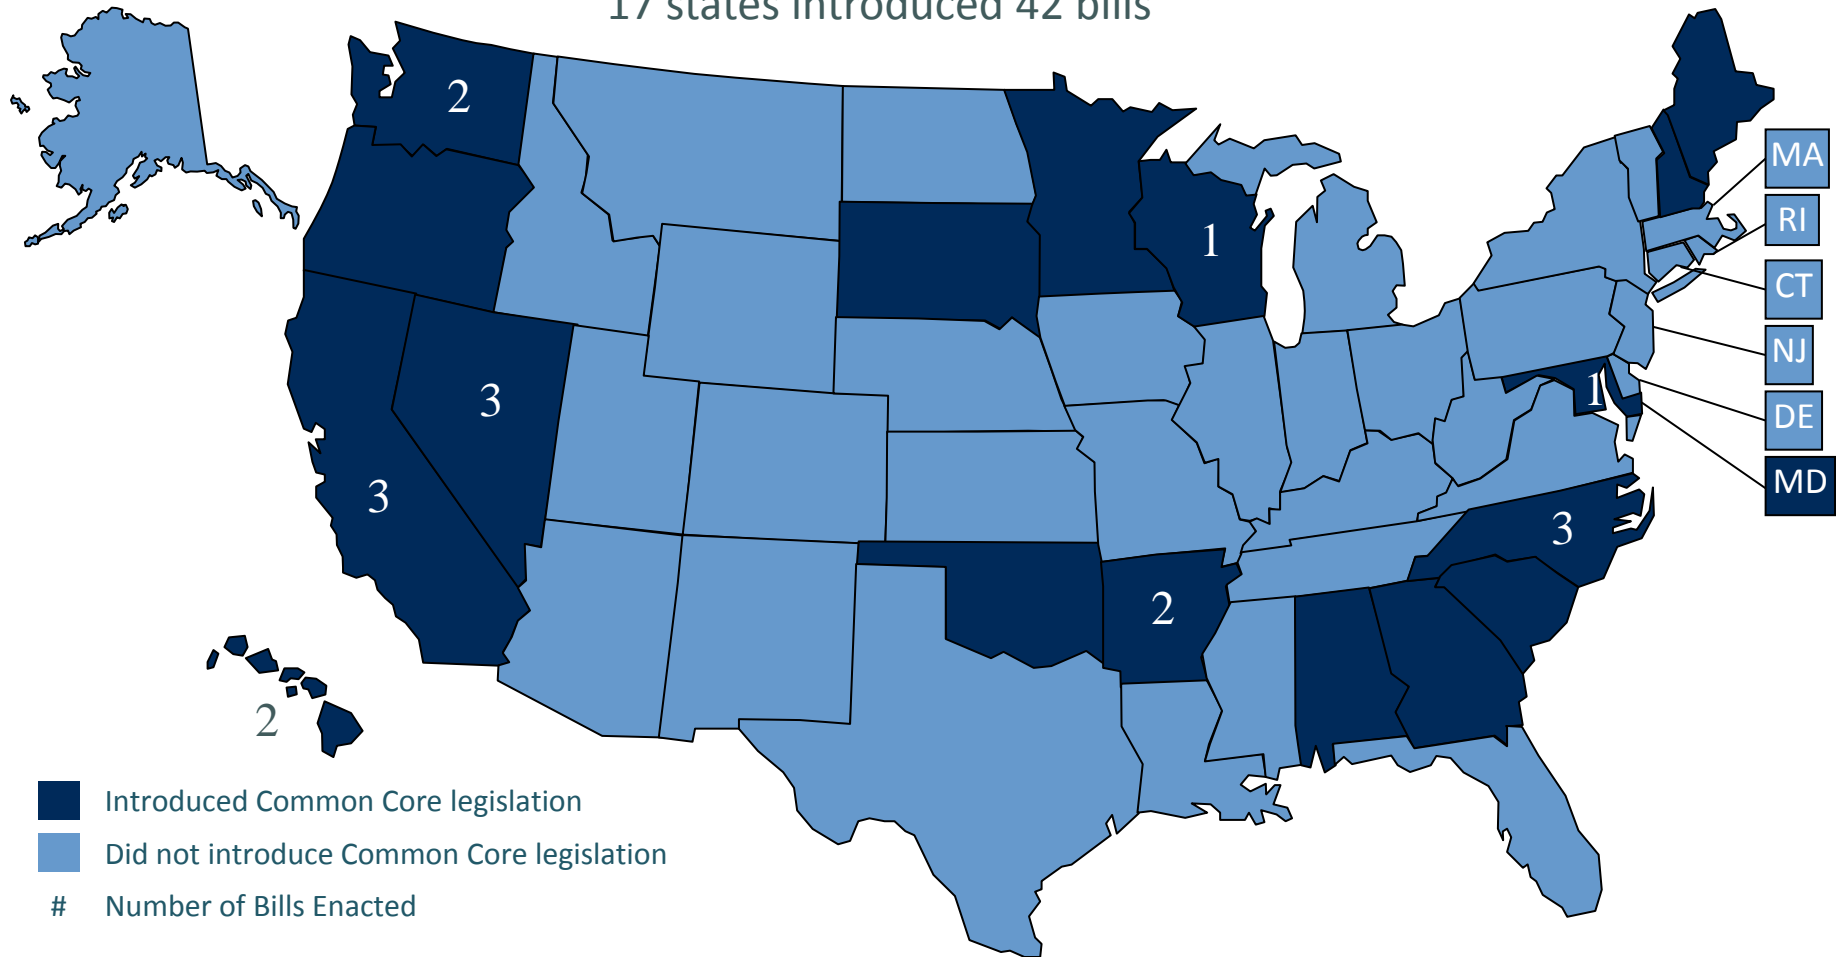 17 states introduced 42 bills
2
MA
RI
1
CT
NJ
3
1
DE
3
MD
3
2
2
Introduced Common Core legislation
Did not introduce Common Core legislation
# Number of Bills Enacted